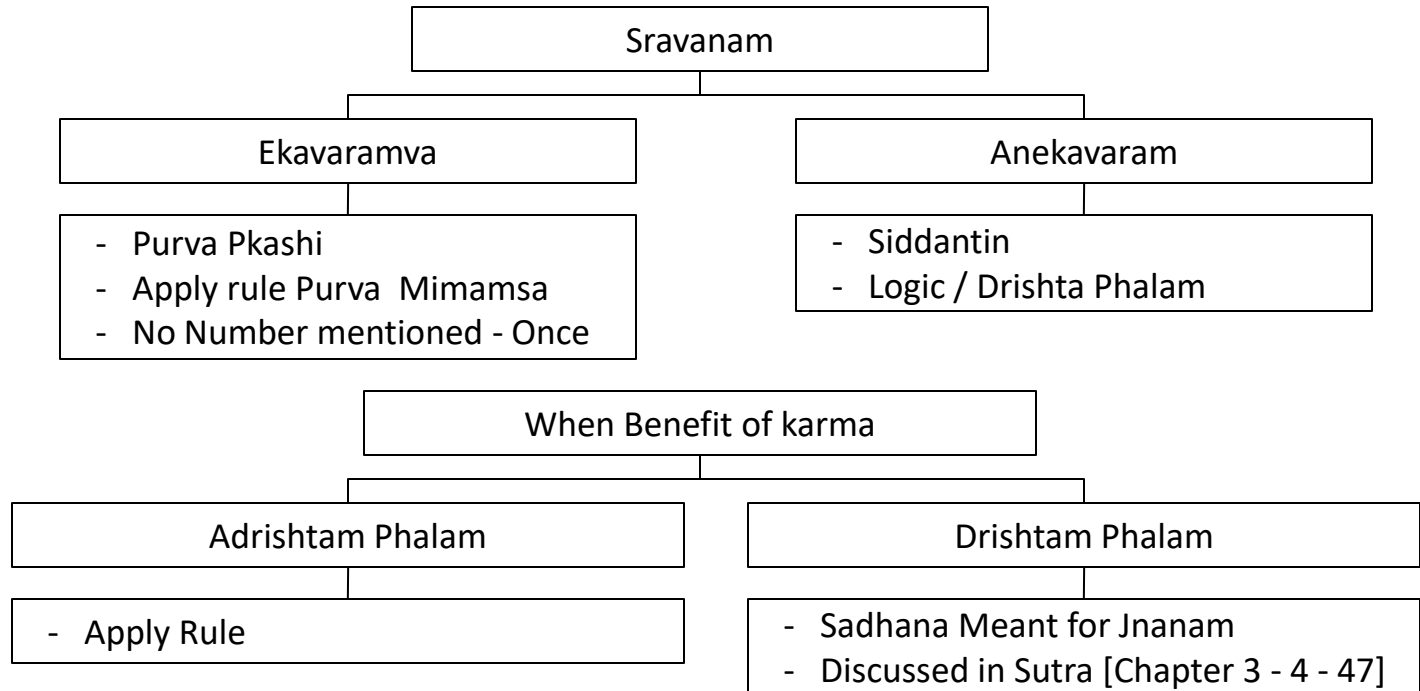 Sravanam
Ekavaramva
Anekavaram
- Purva Pkashi
- Apply rule Purva Mimamsa
- No Number mentioned - Once
- Siddantin
- Logic / Drishta Phalam
When Benefit of karma
Adrishtam Phalam
Drishtam Phalam
- Apply Rule
- Sadhana Meant for Jnanam
- Discussed in Sutra [Chapter 3 - 4 - 47]